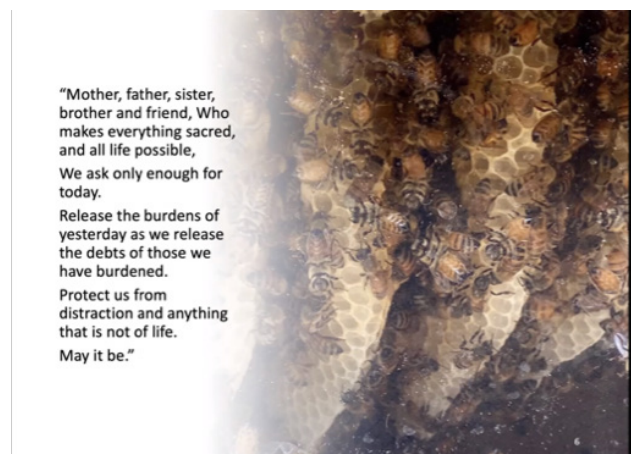 “Mother, father, sister,
brother and friend, Who
makes everything sacred,
and all life possible,
We ask only enough for
today.
Release the burdens of
yesterday as we release
the debts of those we
have burdened.
Protect us from
distraction and anything
that is not of life.
May it be.”